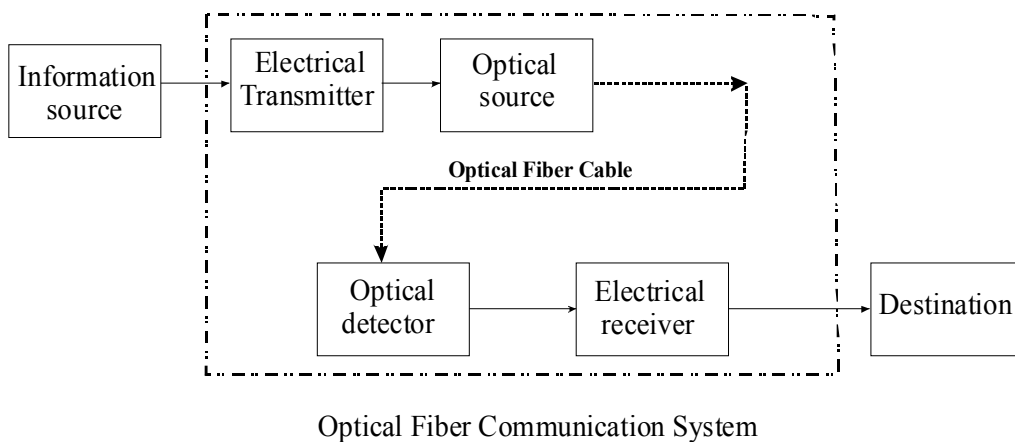 Information
source
Electrical
Transmitter
Optical
source
Optical Fiber Cable
Optical
detector
Electrical
receiver
Destination
Optical Fiber Communication System